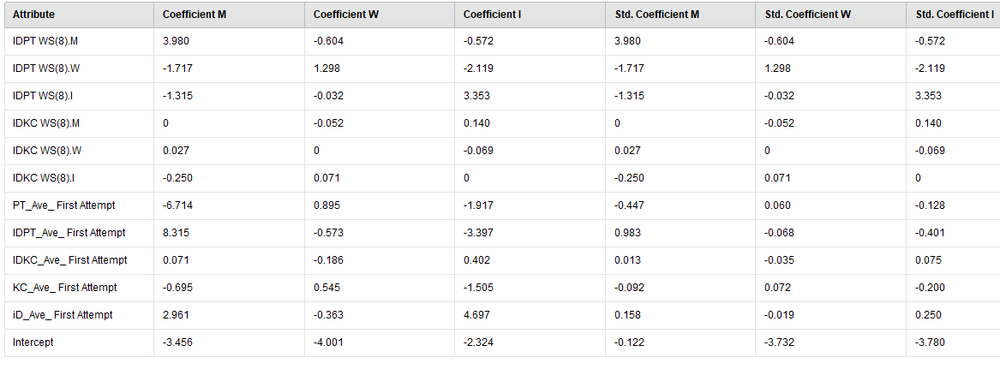 Attribute Coefficient M Coefficient W Coefficient I Std. Coefficient M Std. Coefficient W Std. Coefficient I
IDPT WS(8).M 3.980 -0.604 -0.572 3.980 -0.604 -0.572
IDPT WS(8).W -1.717 1.298 -2.119 -1.717 1.298 -2.119
IDPT WS(8).I -1.315 -0.032 3.353 -1.315 -0.032 3.353
IDKC WS(8).M 0 -0.052 0.140 0 -0.052 0.140
IDKC WS(8).W 0.027 0 -0.069 0.027 0 -0.069
IDKC WS(8).I -0.250 0.071 0 -0.250 0.071 0
PT_Ave_ First Attempt -6.714 0.895 -1.917 -0.447 0.060 -0.128
IDPT_Ave_ First Attempt 8.315 -0.573 -3.397 0.983 -0.068 -0.401
IDKC_Ave_ First Attempt 0.071 -0.186 0.402 0.013 -0.035 0.075
KC_Ave_ First Attempt -0.695 0.545 -1.505 -0.092 0.072 -0.200
iD_Ave_ First Attempt 2.961 -0.363 4.697 0.158 -0.019 0.250
Intercept -3.456 -4.001 -2.324 -0.122 -3.732 -3.780